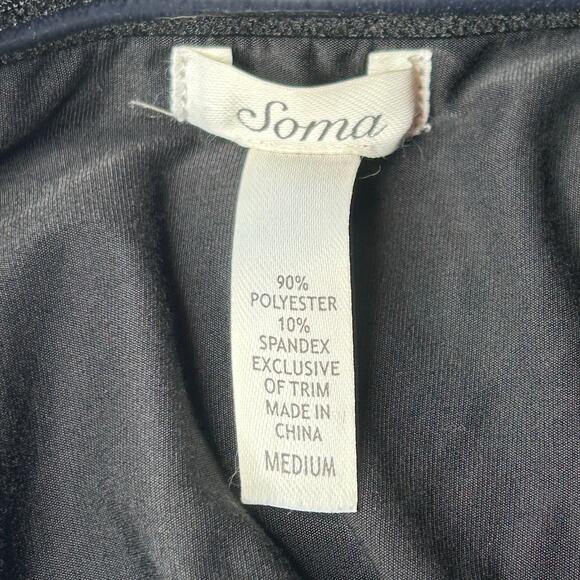 Soma
90%
POLYESTER
10%
SPANDEX
EXCLUSIVE
OF TRIM
MADE IN
CHINA
MEDIUM